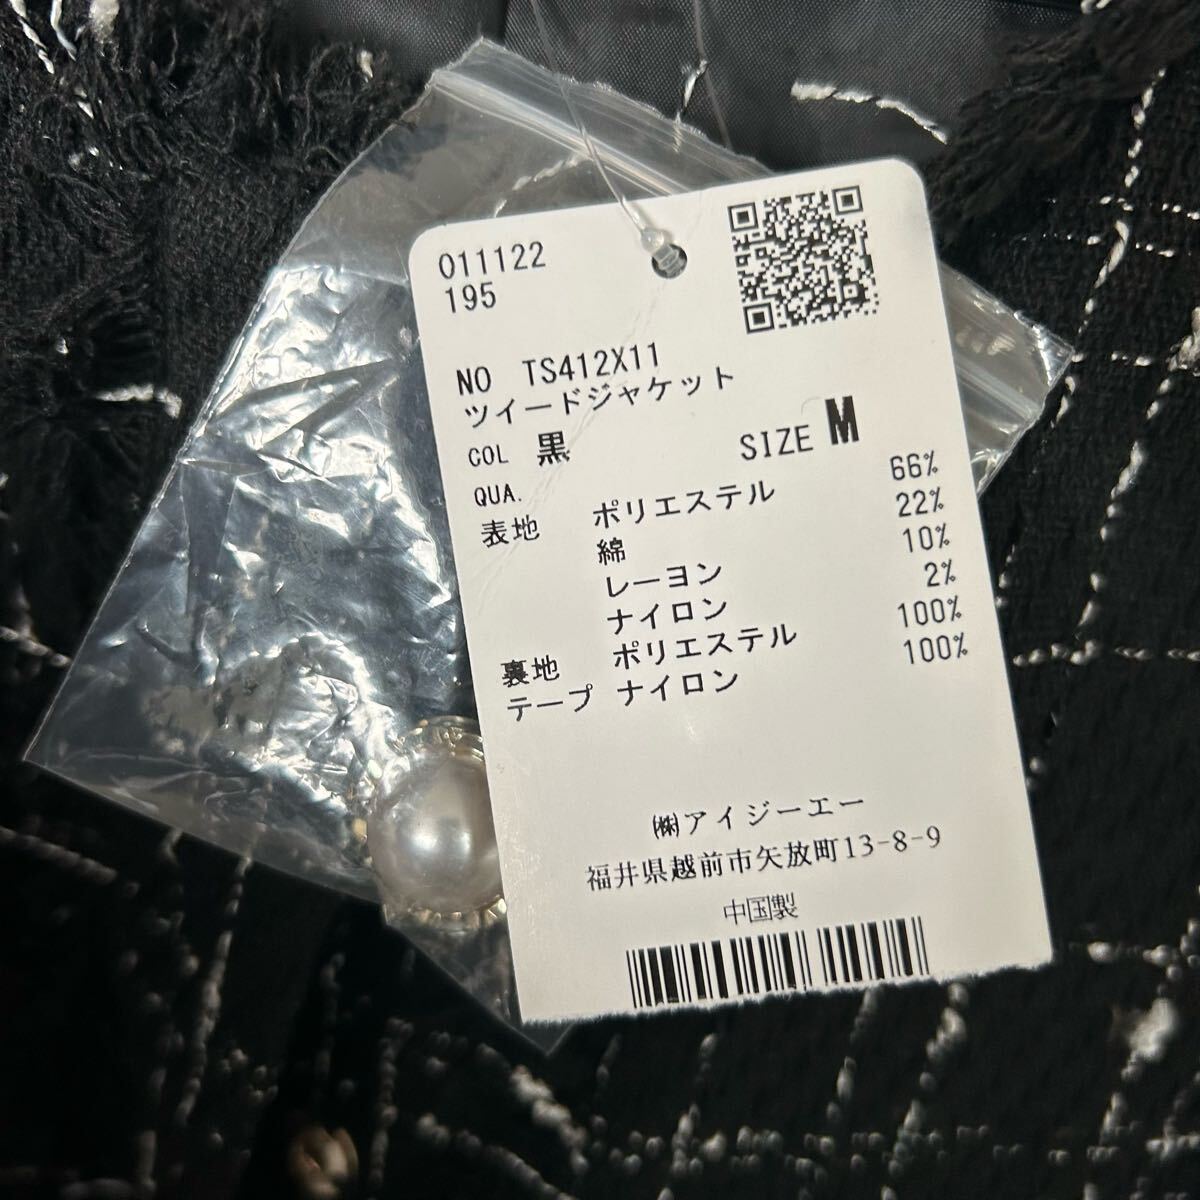 011122
195
NO TS412X11
ツイードジャケット
COL 黒 SIZE M
QUA.
表地 ポリエステル 66%
綿 22%
レーヨン 10%
ナイロン 2%
裏地 ポリエステル 100%
テープ ナイロン 100%
㈱アイジーエー
福井県越前市矢放町13-8-9
中国製